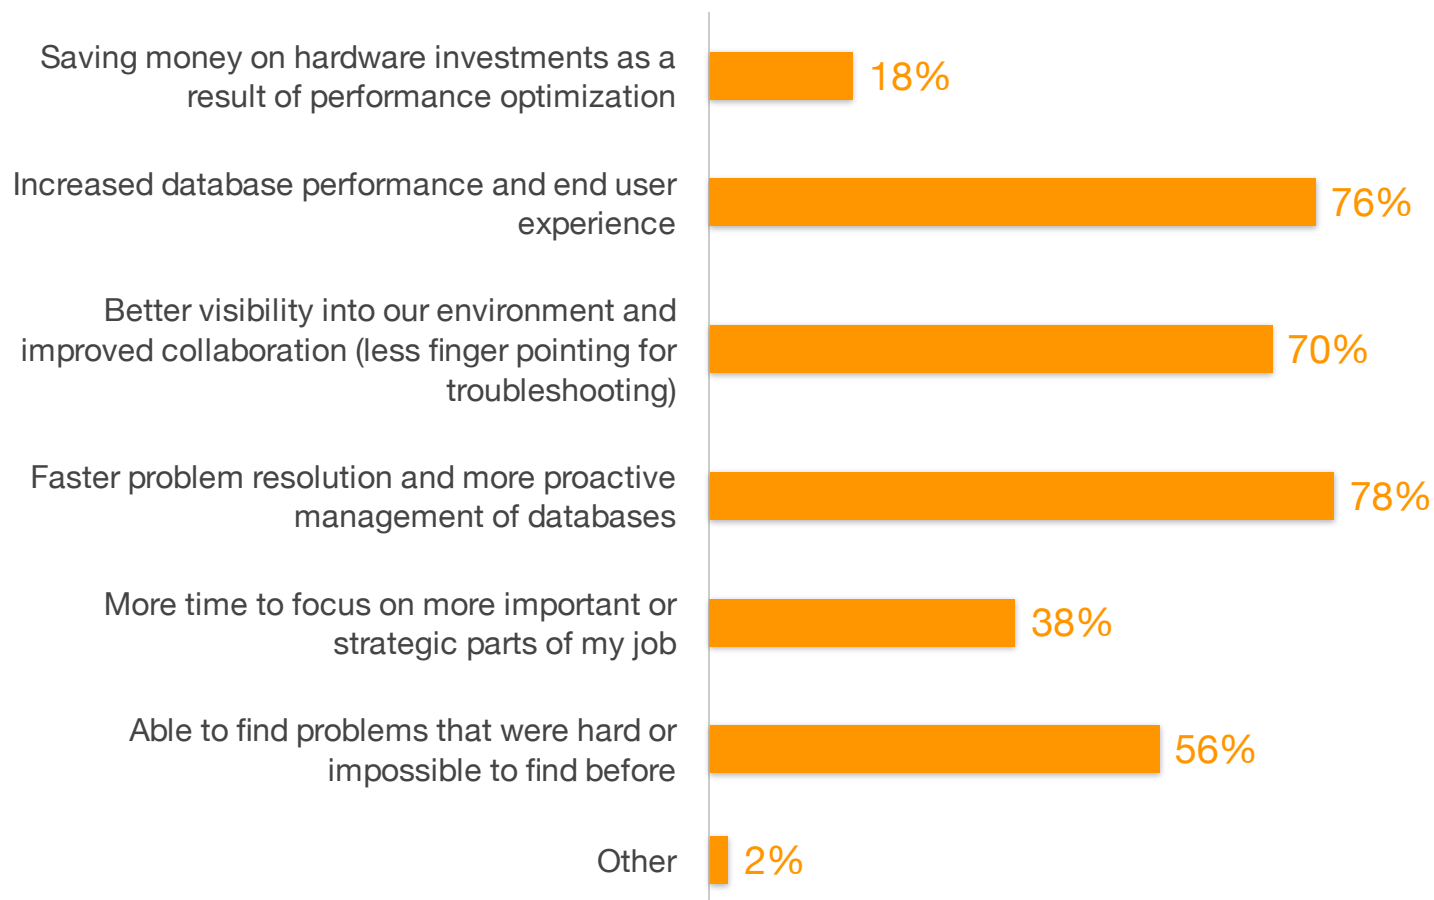 Saving money on hardware investments as a
result of performance optimization
18%
Increased database performance and end user
experience
76%
Better visibility into our environment and
improved collaboration (less finger pointing for
troubleshooting)
70%
Faster problem resolution and more proactive
management of databases
78%
More time to focus on more important or
strategic parts of my job
38%
Able to find problems that were hard or
impossible to find before
56%
Other
2%